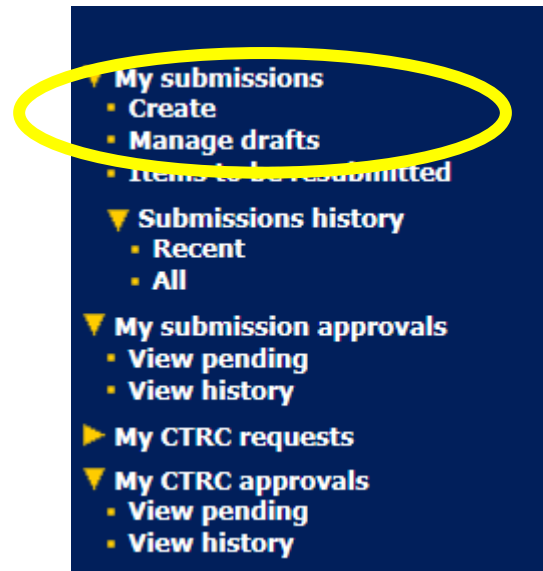 My submissions
Create
Manage drafts
Items to be resubmitted
Submissions history
Recent
All
My submission approvals
View pending
View history
My CTRC requests
My CTRC approvals
View pending
View history